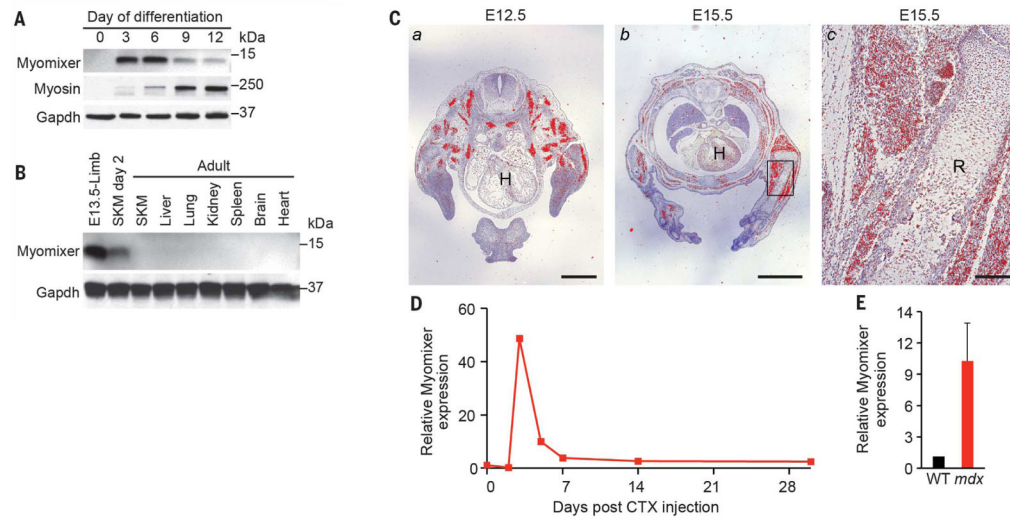 A
Day of differentiation
0 3 6 9 12 kDa
Myomixer
-15
Myosin
-250
Gapdh
-37
B
E13.5-Limb
SKM day 2
Adult
SKM
Liver
Lung
Kidney
Spleen
Brain
Heart
kDa
Myomixer
-15
Gapdh
-37
C
E12.5
E15.5
E15.5
a
b
c
H
H
R
D
Relative Myomixer
expression
60
40
20
0
0 7 14 21 28
Days post CTX injection
E
Relative Myomixer
expression
14
12
9
6
3
0
WT mdx